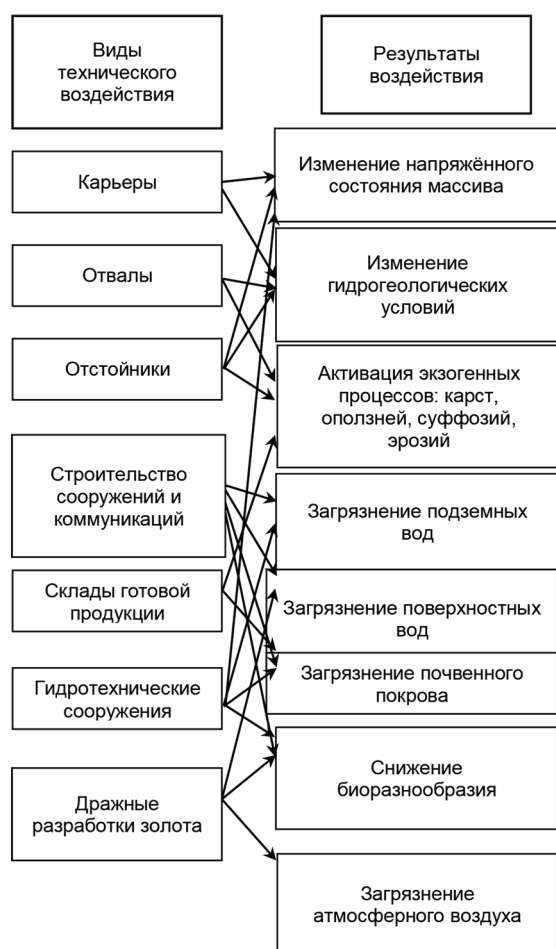 Виды
технического
воздействия
Результаты
воздействия
Карьеры
Отвалы
Отстойники
Строительство
сооружений и
коммуникаций
Склады готовой
продукции
Гидротехнические
сооружения
Дражные
разработки золота
Изменение напряжённого
состояния массива
Изменение
гидрогеологических
условий
Активация экзогенных
процессов: карст,
оползней, суффозий,
эрозий
Загрязнение подземных
вод
Загрязнение поверхностных
вод
Загрязнение почвенного
покрова
Снижение
биоразнообразия
Загрязнение
атмосферного воздуха